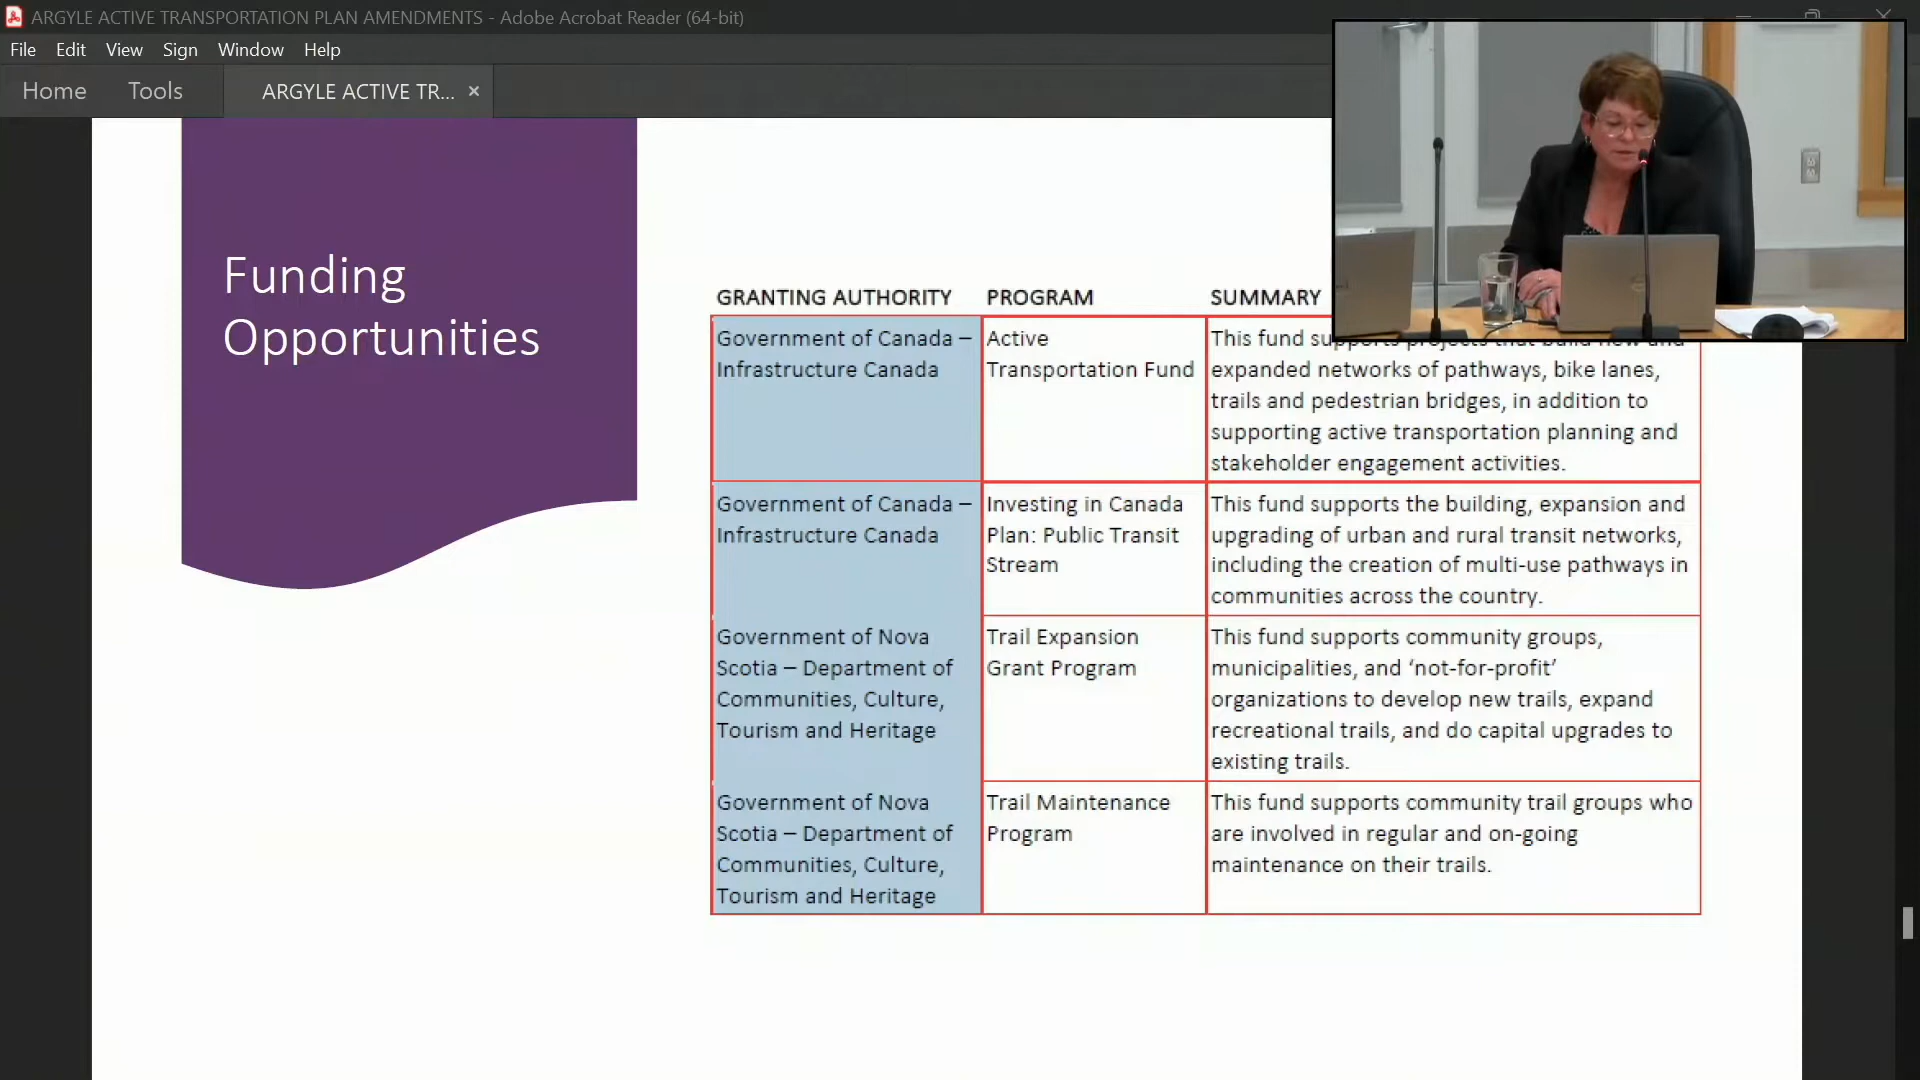 ARGYLE ACTIVE TRANSPORTATION PLAN AMENDMENTS - Adobe Acrobat Reader (64-bit)
File Edit View Sign Window Help
Home Tools ARGYLE ACTIVE TR... ×
Funding
Opportunities
GRANTING AUTHORITY PROGRAM SUMMARY
Government of Canada –
Infrastructure Canada
Active
Transportation Fund
This fund supports projects that build new and
expanded networks of pathways, bike lanes,
trails and pedestrian bridges, in addition to
supporting active transportation planning and
stakeholder engagement activities.
Government of Canada –
Infrastructure Canada
Investing in Canada
Plan: Public Transit
Stream
This fund supports the building, expansion and
upgrading of urban and rural transit networks,
including the creation of multi-use pathways in
communities across the country.
Government of Nova
Scotia – Department of
Communities, Culture,
Tourism and Heritage
Trail Expansion
Grant Program
This fund supports community groups,
municipalities, and ‘not-for-profit’
organizations to develop new trails, expand
recreational trails, and do capital upgrades to
existing trails.
Government of Nova
Scotia – Department of
Communities, Culture,
Tourism and Heritage
Trail Maintenance
Program
This fund supports community trail groups who
are involved in regular and on-going
maintenance on their trails.